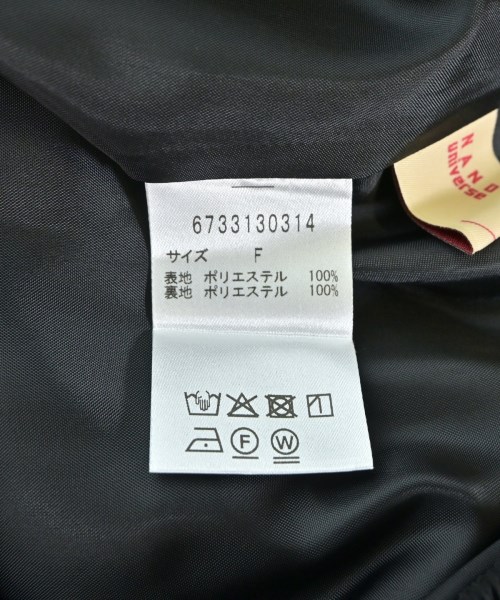 NANO
universe
6733130314
サイズ F
表地 ポリエステル 100%
裏地 ポリエステル 100%
F W